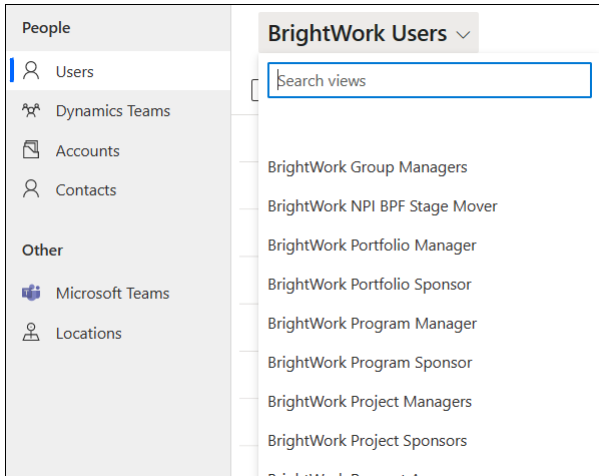 People
Users
Dynamics Teams
Accounts
Contacts
Other
Microsoft Teams
Locations
BrightWork Users
Search views
BrightWork Group Managers
BrightWork NPI BPF Stage Mover
BrightWork Portfolio Manager
BrightWork Portfolio Sponsor
BrightWork Program Manager
BrightWork Program Sponsor
BrightWork Project Managers
BrightWork Project Sponsors